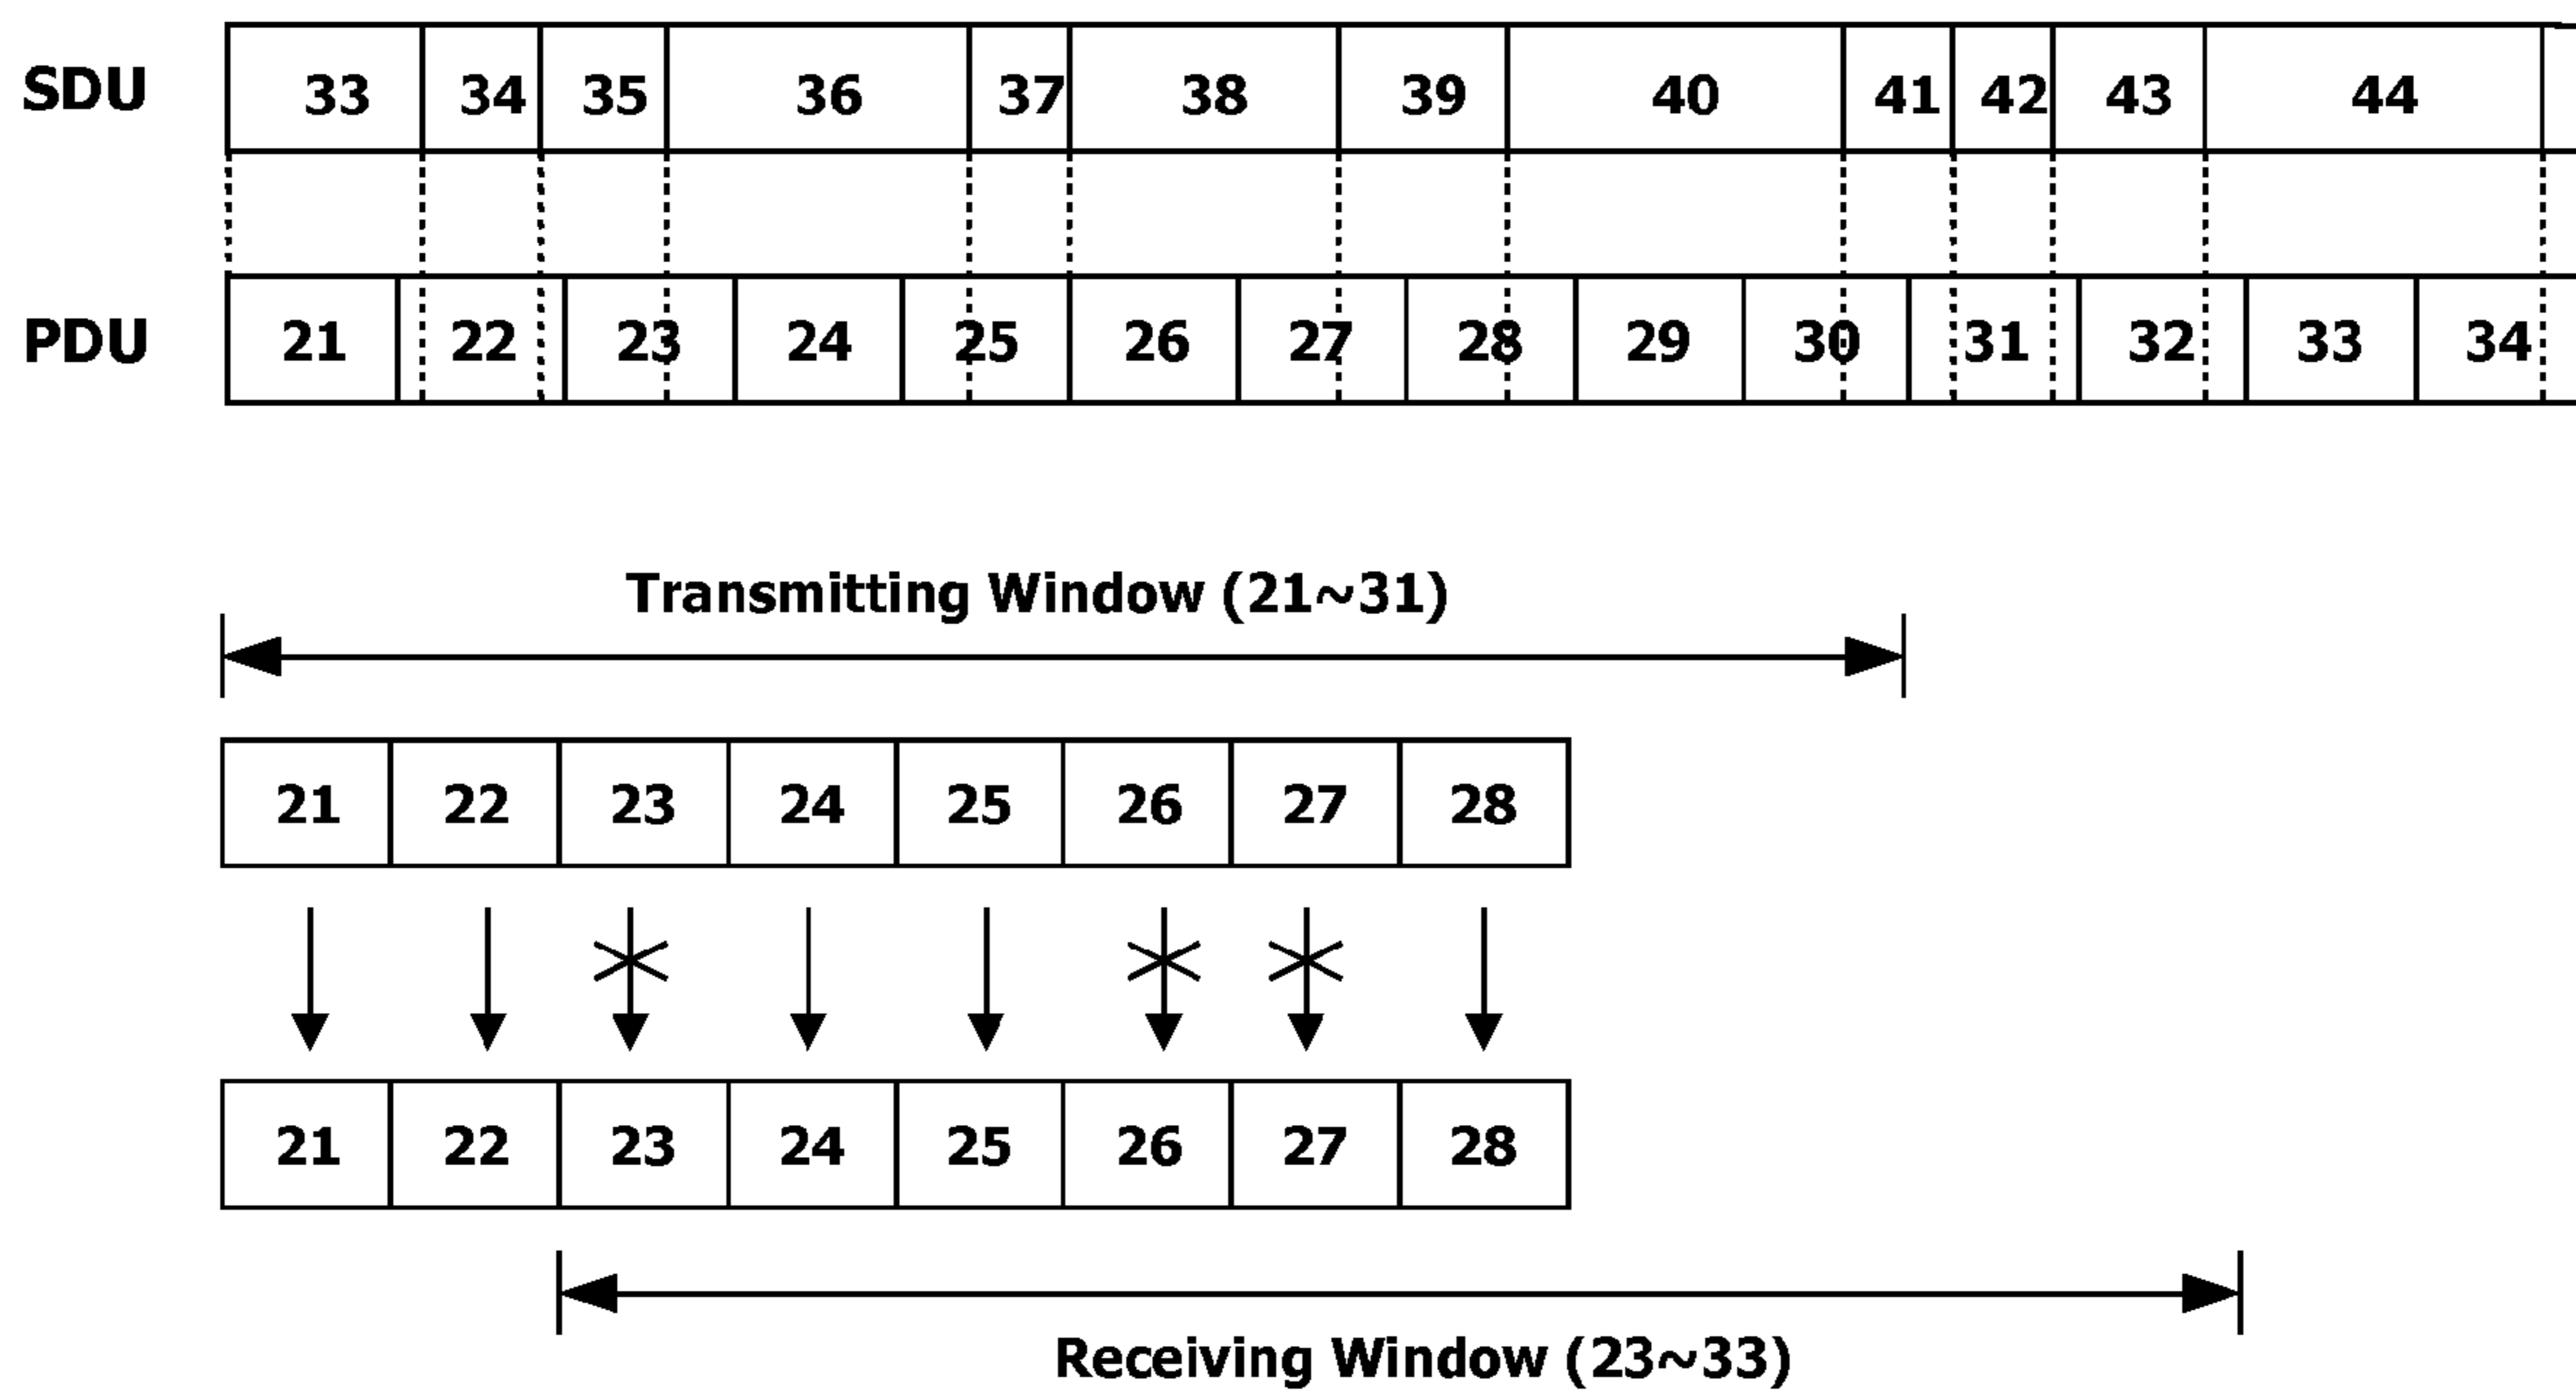 SDU 33 34 35 36 37 38 39 40 41 42 43 44
PDU 21 22 23 24 25 26 27 28 29 30 31 32 33 34
Transmitting Window (21~31)
21 22 23 24 25 26 27 28
21 22 23 24 25 26 27 28
Receiving Window (23~33)